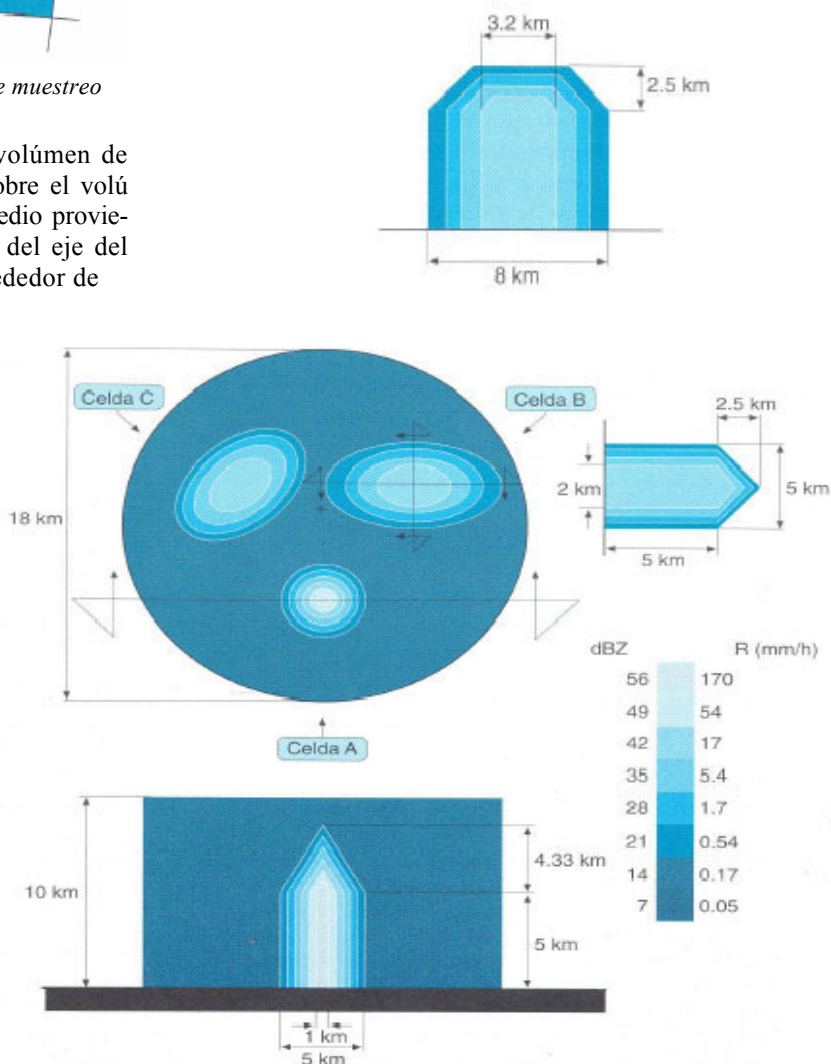 e muestreo
volúmen de
obre el volú
edio provie-
del eje del
ededor de
3.2 km
2.5 km
8 km
18 km
Celda C
Celda B
2.5 km
2 km
5 km
5 km
Celda A
10 km
4.33 km
5 km
1 km
5 km
dBZ R (mm/h)
56 170
49 54
42 17
35 5.4
28 1.7
21 0.54
14 0.17
7 0.05